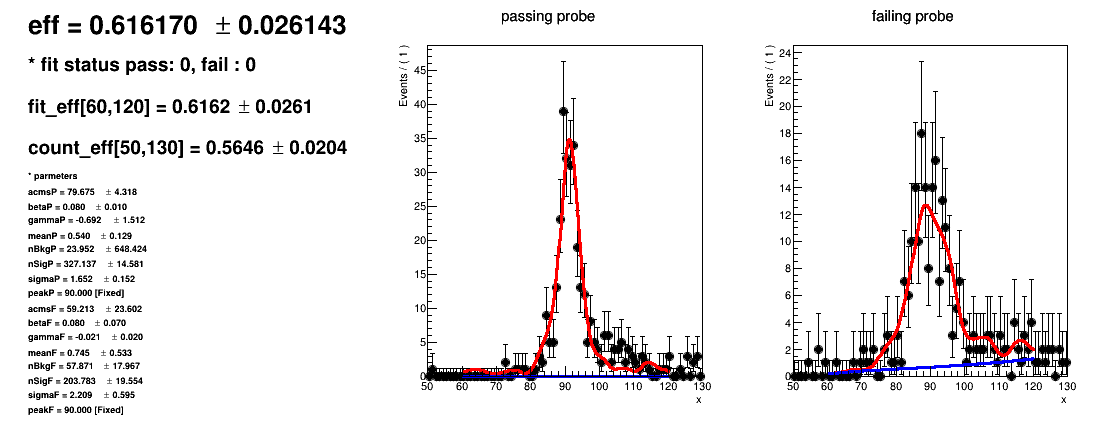 eff = 0.616170 ± 0.026143
* fit status pass: 0, fail : 0
fit_eff[60,120] = 0.6162 ± 0.0261
count_eff[50,130] = 0.5646 ± 0.0204
* parmeters
acmsP = 79.675 ± 4.318
betaP = 0.080 ± 0.010
gammaP = -0.692 ± 1.512
meanP = 0.540 ± 0.129
nBkgP = 23.952 ± 648.424
nSigP = 327.137 ± 14.581
sigmaP = 1.652 ± 0.152
peakP = 90.000 [Fixed]
acmsF = 59.213 ± 23.602
betaF = 0.080 ± 0.070
gammaF = -0.021 ± 0.020
meanF = 0.745 ± 0.533
nBkgF = 57.871 ± 17.967
nSigF = 203.783 ± 19.554
sigmaF = 2.209 ± 0.595
peakF = 90.000 [Fixed]
passing probe
Events / ( 1 )
45
40
35
30
25
20
15
10
5
0
50 60 70 80 90 100 110 120 130
x
failing probe
Events / ( 1 )
24
22
20
18
16
14
12
10
8
6
4
2
0
50 60 70 80 90 100 110 120 130
x